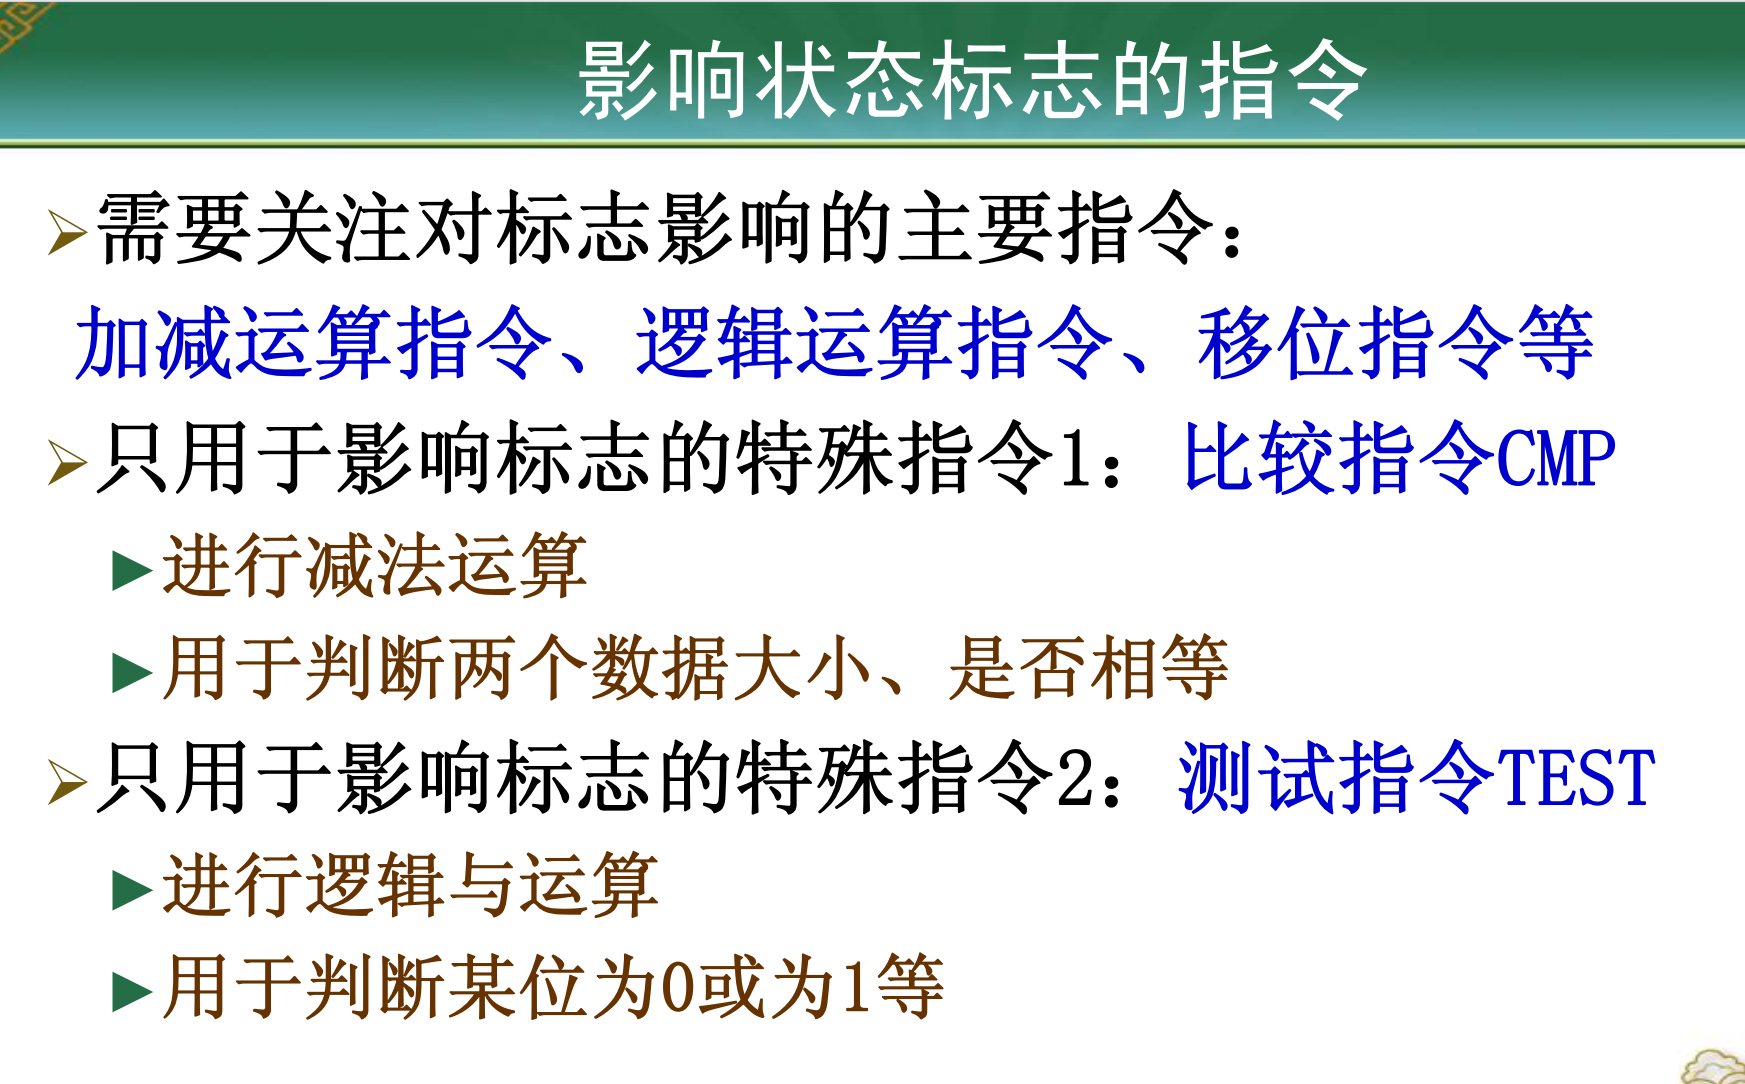 影响状态标志的指令
需要关注对标志影响的主要指令：
加减运算指令、逻辑运算指令、移位指令等
只用于影响标志的特殊指令1：比较指令CMP
进行减法运算
用于判断两个数据大小、是否相等
只用于影响标志的特殊指令2：测试指令TEST
进行逻辑与运算
用于判断某位为0或为1等